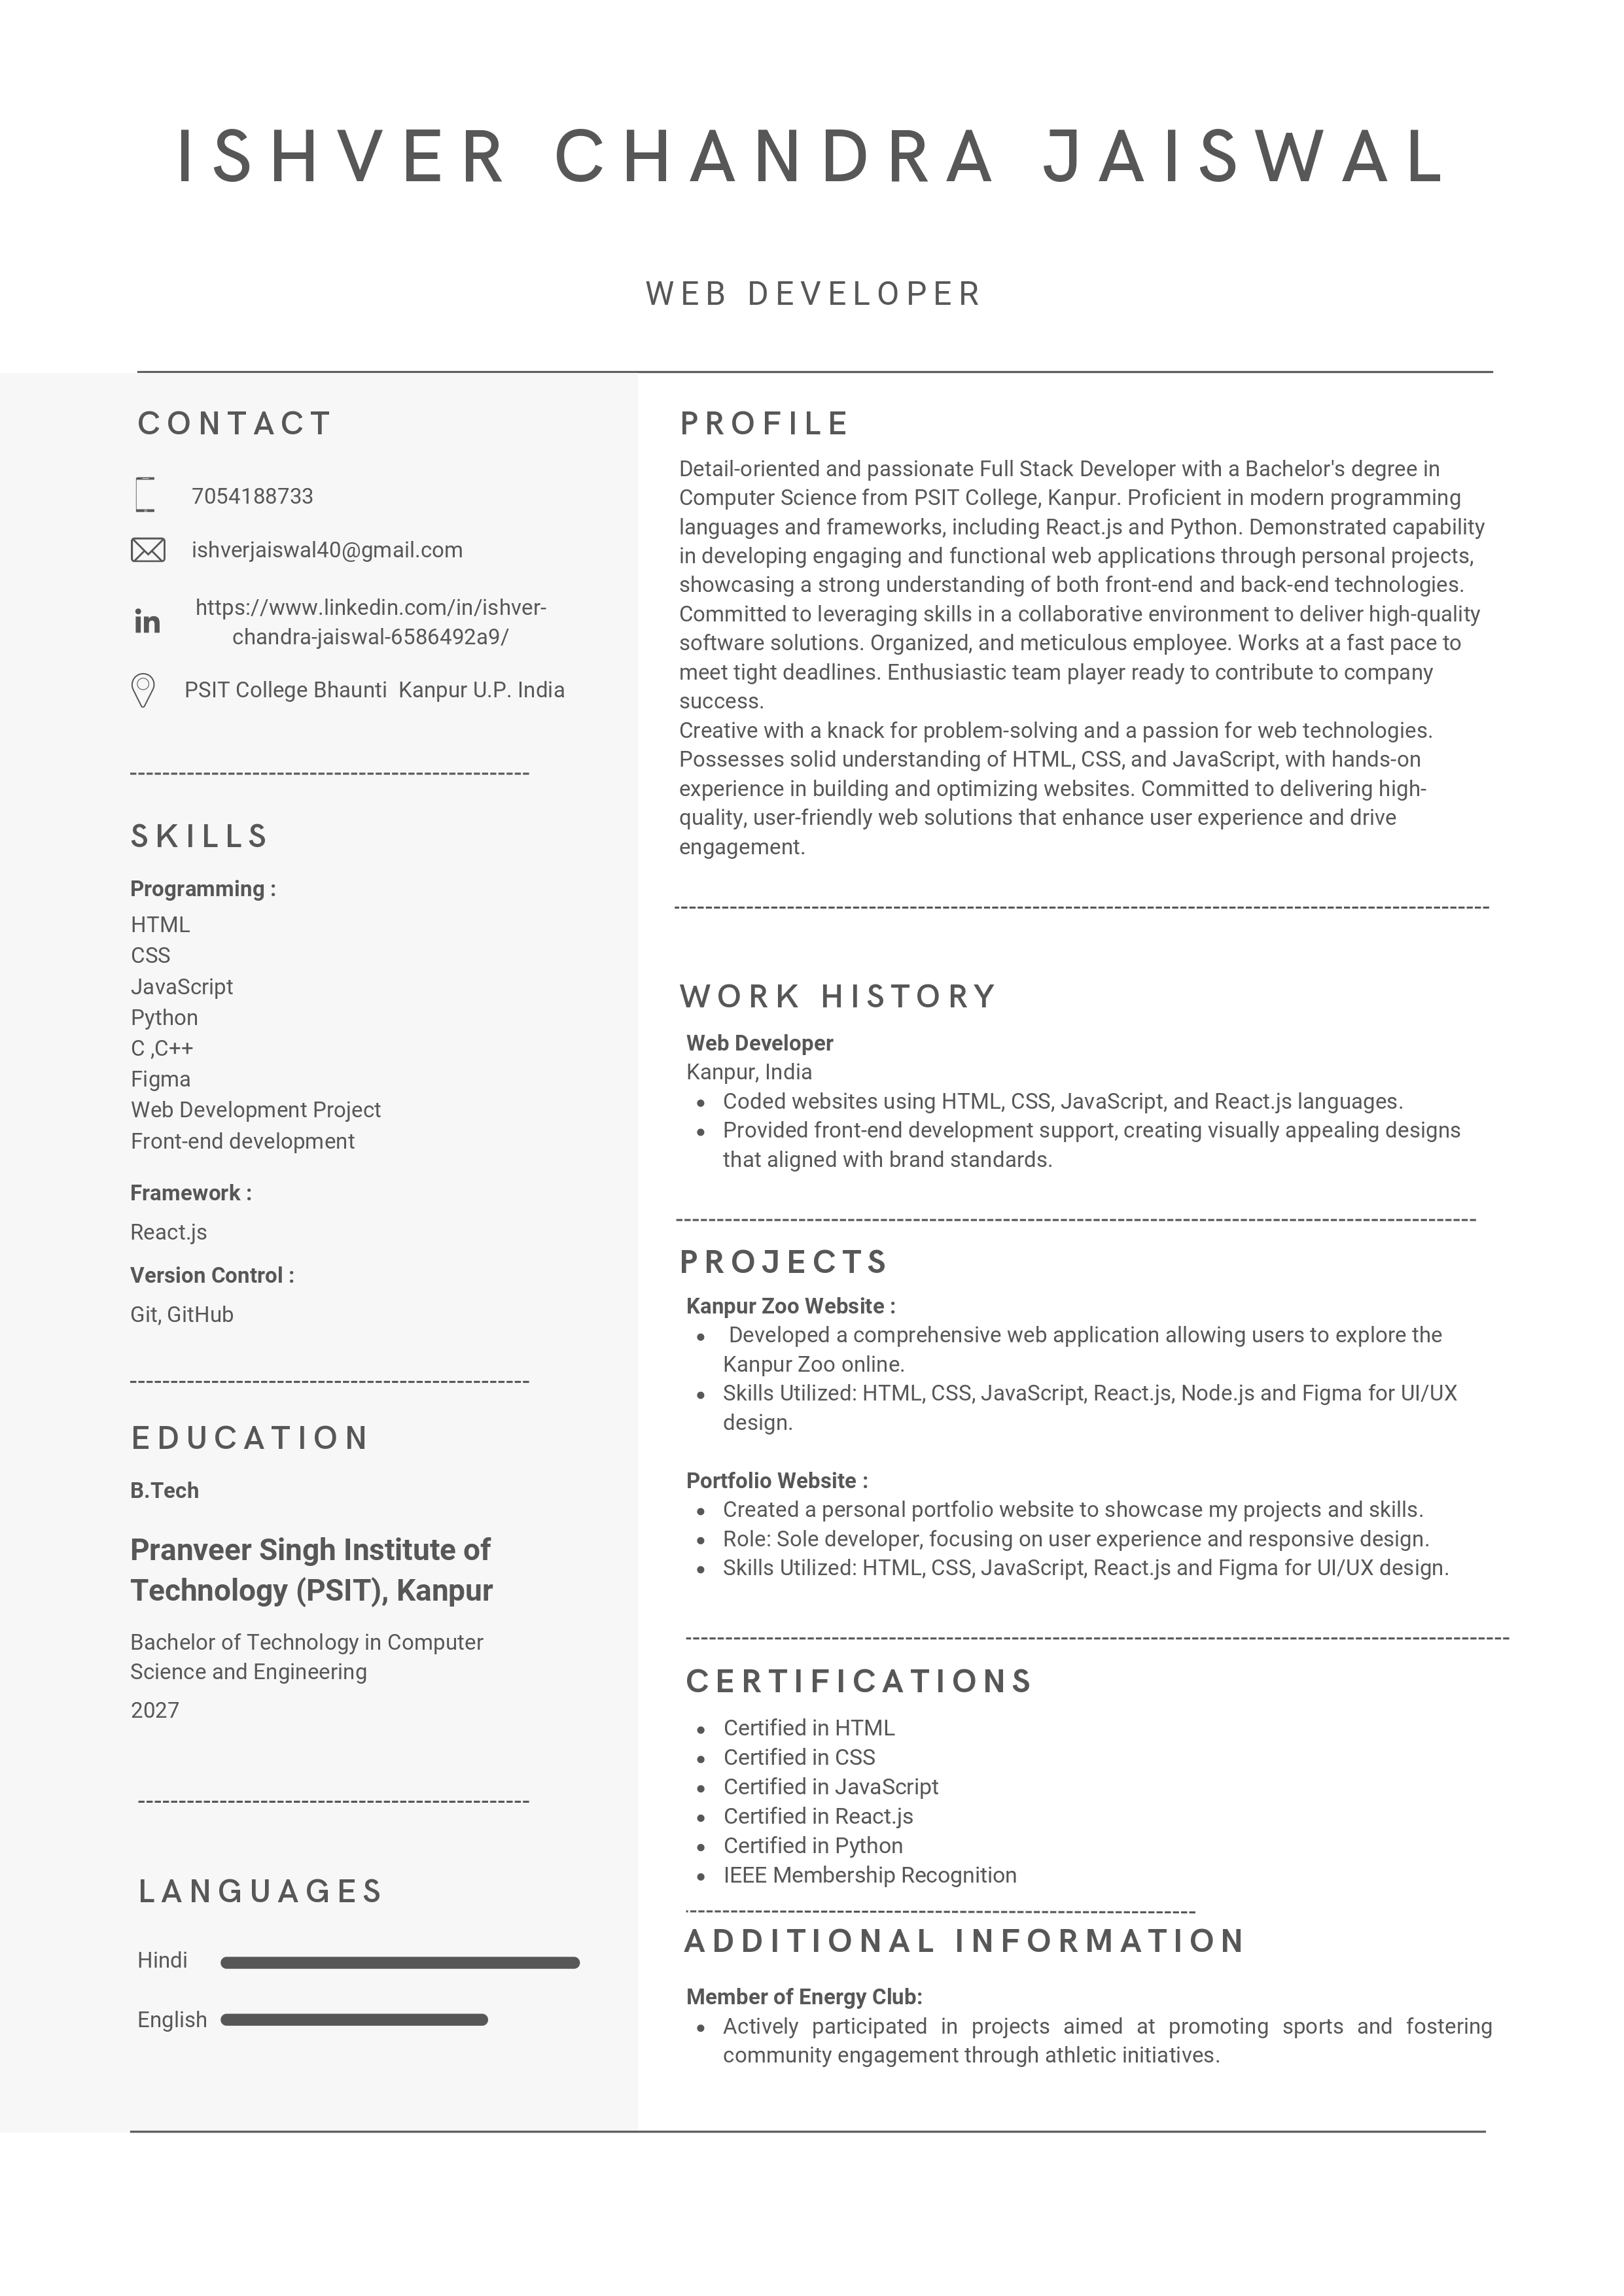 ISHVER CHANDRA JAISWAL
WEB DEVELOPER
CONTACT
7054188733
ishverjaiswal40@gmail.com
in
https://www.linkedin.com/in/ishver-
chandra-jaiswal-6586492a9/
PSIT College Bhaunti  Kanpur U.P. India
SKILLS
Programming :
HTML
CSS
JavaScript
Python
C ,C++
Figma
Web Development Project
Front-end development
Framework :
React.js
Version Control :
Git, GitHub
EDUCATION
B.Tech
Pranveer Singh Institute of
Technology (PSIT), Kanpur
Bachelor of Technology in Computer
Science and Engineering
2027
LANGUAGES
Hindi
English
PROFILE
Detail-oriented and passionate Full Stack Developer with a Bachelor's degree in
Computer Science from PSIT College, Kanpur. Proficient in modern programming
languages and frameworks, including React.js and Python. Demonstrated capability
in developing engaging and functional web applications through personal projects,
showcasing a strong understanding of both front-end and back-end technologies.
Committed to leveraging skills in a collaborative environment to deliver high-quality
software solutions. Organized, and meticulous employee. Works at a fast pace to
meet tight deadlines. Enthusiastic team player ready to contribute to company
success.
Creative with a knack for problem-solving and a passion for web technologies.
Possesses solid understanding of HTML, CSS, and JavaScript, with hands-on
experience in building and optimizing websites. Committed to delivering high-
quality, user-friendly web solutions that enhance user experience and drive
engagement.
WORK HISTORY
Web Developer
Kanpur, India
• Coded websites using HTML, CSS, JavaScript, and React.js languages.
• Provided front-end development support, creating visually appealing designs
that aligned with brand standards.
PROJECTS
Kanpur Zoo Website :
• Developed a comprehensive web application allowing users to explore the
Kanpur Zoo online.
• Skills Utilized: HTML, CSS, JavaScript, React.js, Node.js and Figma for UI/UX
design.
Portfolio Website :
• Created a personal portfolio website to showcase my projects and skills.
• Role: Sole developer, focusing on user experience and responsive design.
• Skills Utilized: HTML, CSS, JavaScript, React.js and Figma for UI/UX design.
CERTIFICATIONS
• Certified in HTML
• Certified in CSS
• Certified in JavaScript
• Certified in React.js
• Certified in Python
• IEEE Membership Recognition
ADDITIONAL INFORMATION
Member of Energy Club:
• Actively participated in projects aimed at promoting sports and fostering
community engagement through athletic initiatives.